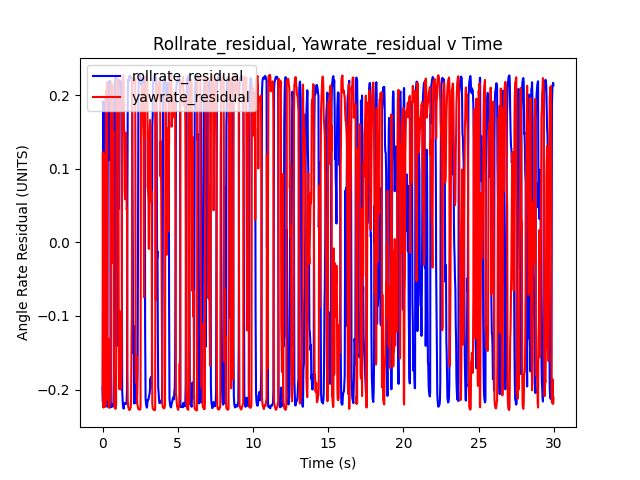 Rollrate_residual, Yawrate_residual v Time
rollrate_residual
yawrate_residual
Angle Rate Residual (UNITS)
0.2
0.1
0.0
−0.1
−0.2
0 5 10 15 20 25 30
Time (s)